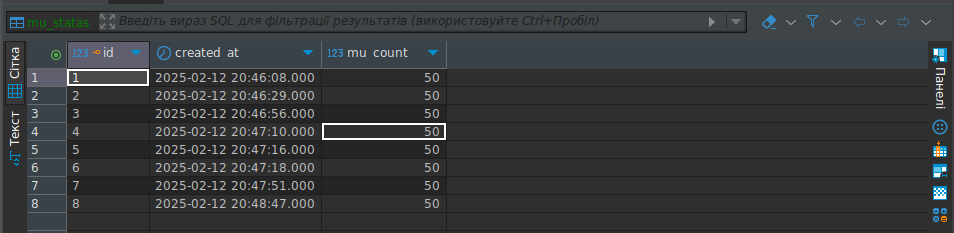 mu_statas Введіть вираз SQL для фільтрації результатів (використовуйте Ctrl+Пробіл)
Сітка
Текст
123 id created_at 123 mu_count
1 1 2025-02-12 20:46:08.000 50
2 2 2025-02-12 20:46:29.000 50
3 3 2025-02-12 20:46:56.000 50
4 4 2025-02-12 20:47:10.000 50
5 5 2025-02-12 20:47:16.000 50
6 6 2025-02-12 20:47:18.000 50
7 7 2025-02-12 20:47:51.000 50
8 8 2025-02-12 20:48:47.000 50
Панелі